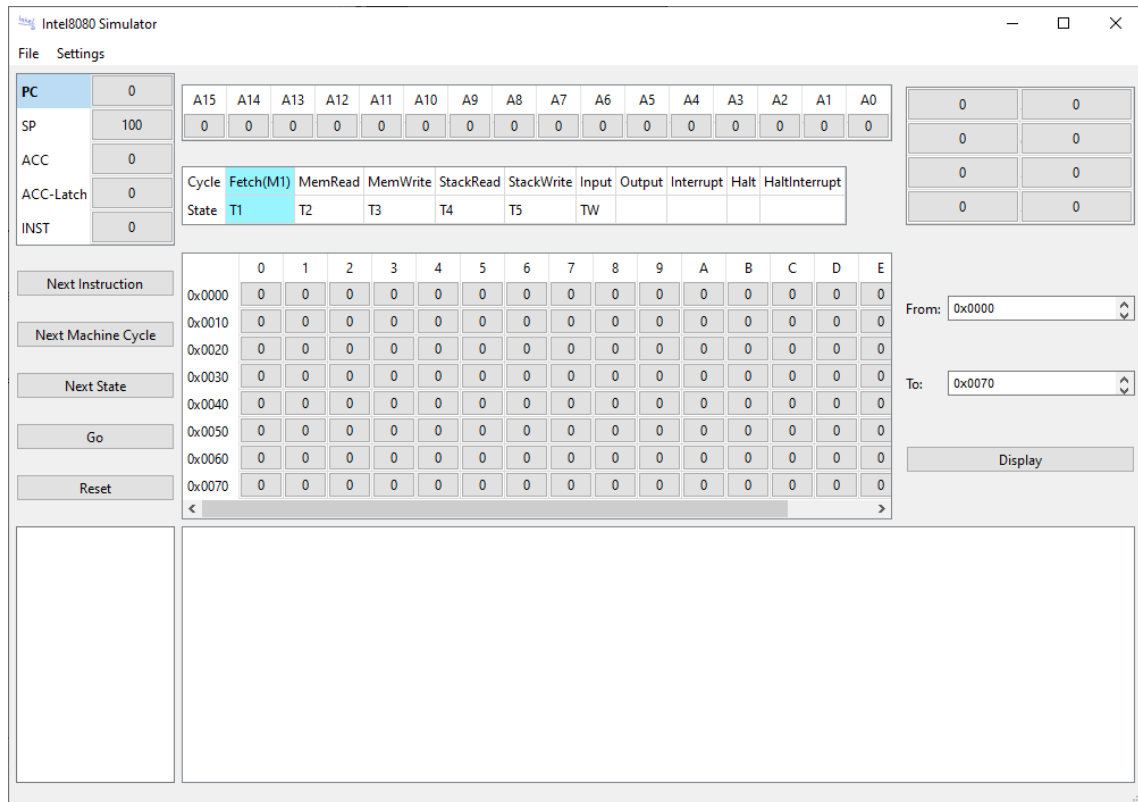 Intel8080 Simulator
File Settings
PC 0
SP 100
ACC 0
ACC-Latch 0
INST 0
A15 A14 A13 A12 A11 A10 A9 A8 A7 A6 A5 A4 A3 A2 A1 A0
0 0 0 0 0 0 0 0 0 0 0 0 0 0 0 0
Cycle Fetch(M1) MemRead MemWrite StackRead StackWrite Input Output Interrupt Halt HaltInterrupt
State T1 T2 T3 T4 T5 TW
0 0
0 0
0 0
0 0
Next Instruction
Next Machine Cycle
Next State
Go
Reset
0 1 2 3 4 5 6 7 8 9 A B C D E
0x0000 0 0 0 0 0 0 0 0 0 0 0 0 0 0 0
0x0010 0 0 0 0 0 0 0 0 0 0 0 0 0 0 0
0x0020 0 0 0 0 0 0 0 0 0 0 0 0 0 0 0
0x0030 0 0 0 0 0 0 0 0 0 0 0 0 0 0 0
0x0040 0 0 0 0 0 0 0 0 0 0 0 0 0 0 0
0x0050 0 0 0 0 0 0 0 0 0 0 0 0 0 0 0
0x0060 0 0 0 0 0 0 0 0 0 0 0 0 0 0 0
0x0070 0 0 0 0 0 0 0 0 0 0 0 0 0 0 0
From: 0x0000
To: 0x0070
Display